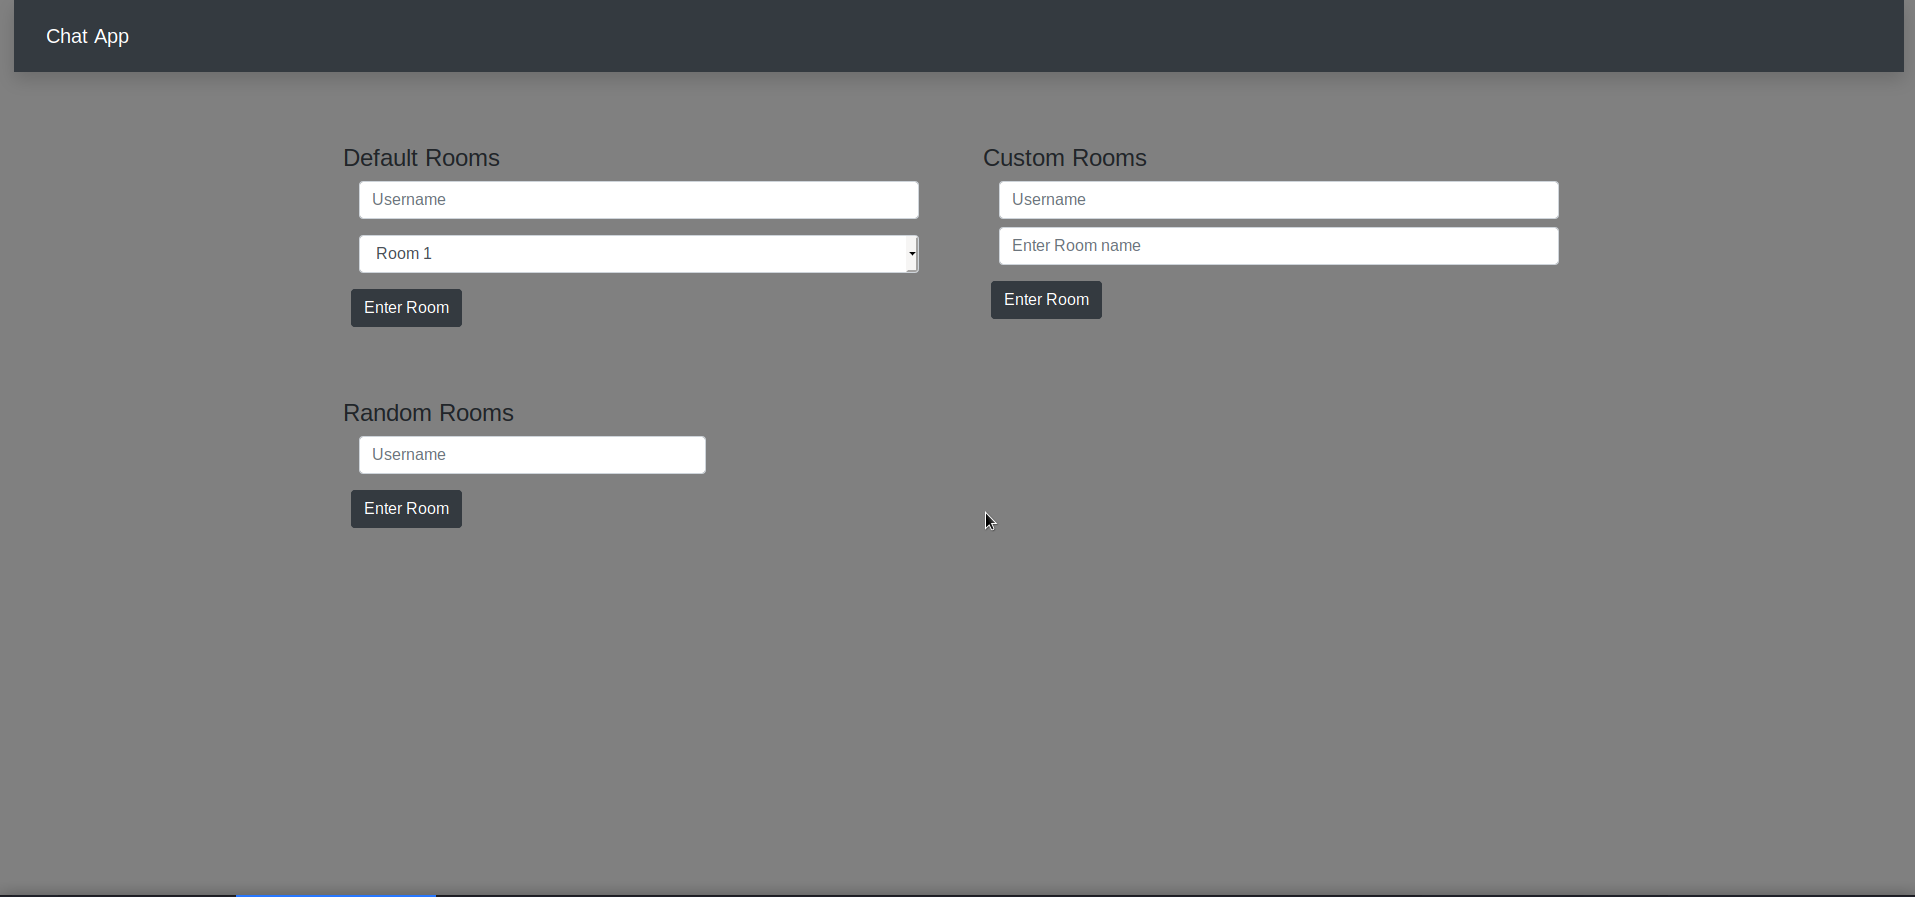 Chat App
Default Rooms
Username
Room 1
Enter Room
Custom Rooms
Username
Enter Room name
Enter Room
Random Rooms
Username
Enter Room